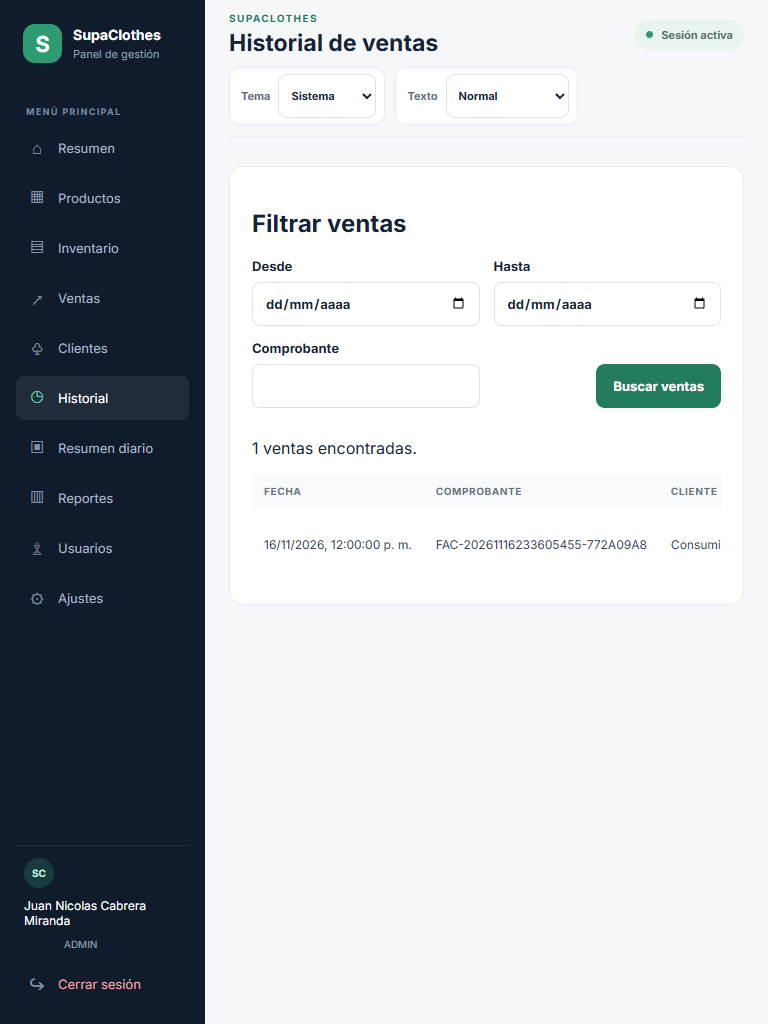 S
SupaClothes
Panel de gestión
MENÚ PRINCIPAL
Resumen
Productos
Inventario
Ventas
Clientes
Historial
Resumen diario
Reportes
Usuarios
Ajustes
SC
Juan Nicolas Cabrera
Miranda
ADMIN
Cerrar sesión
SUPACLOTHES
Historial de ventas
Sesión activa
Tema Sistema Texto Normal
Filtrar ventas
Desde Hasta
dd/mm/aaaa dd/mm/aaaa
Comprobante
Buscar ventas
1 ventas encontradas.
FECHA COMPROBANTE CLIENTE
16/11/2026, 12:00:00 p. m. FAC-20261116233605455-772A09A8 Consumi